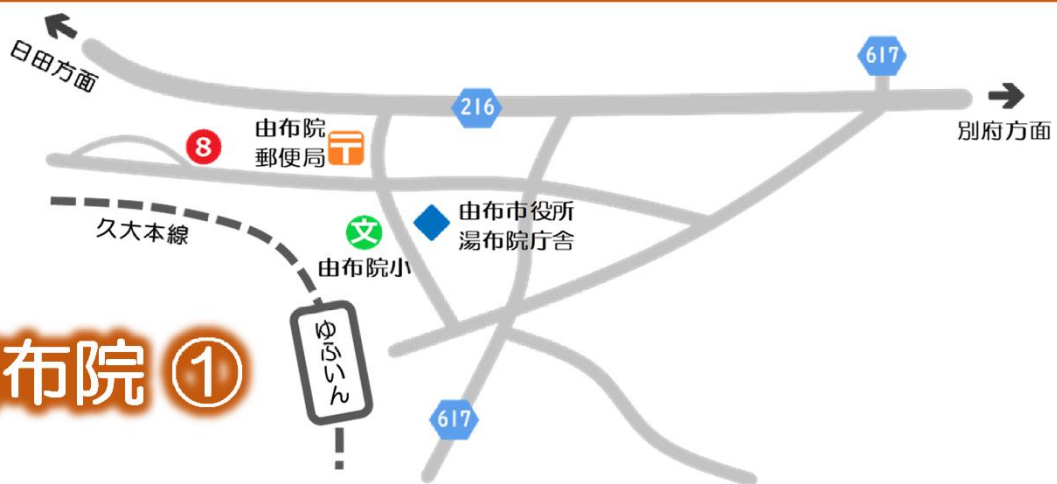 617
日田方面
216
別府方面
8
由布院
郵便局
文
由布市役所
湯布院庁舎
久大本線
由布院小
ゆふいん
布院 ①
617